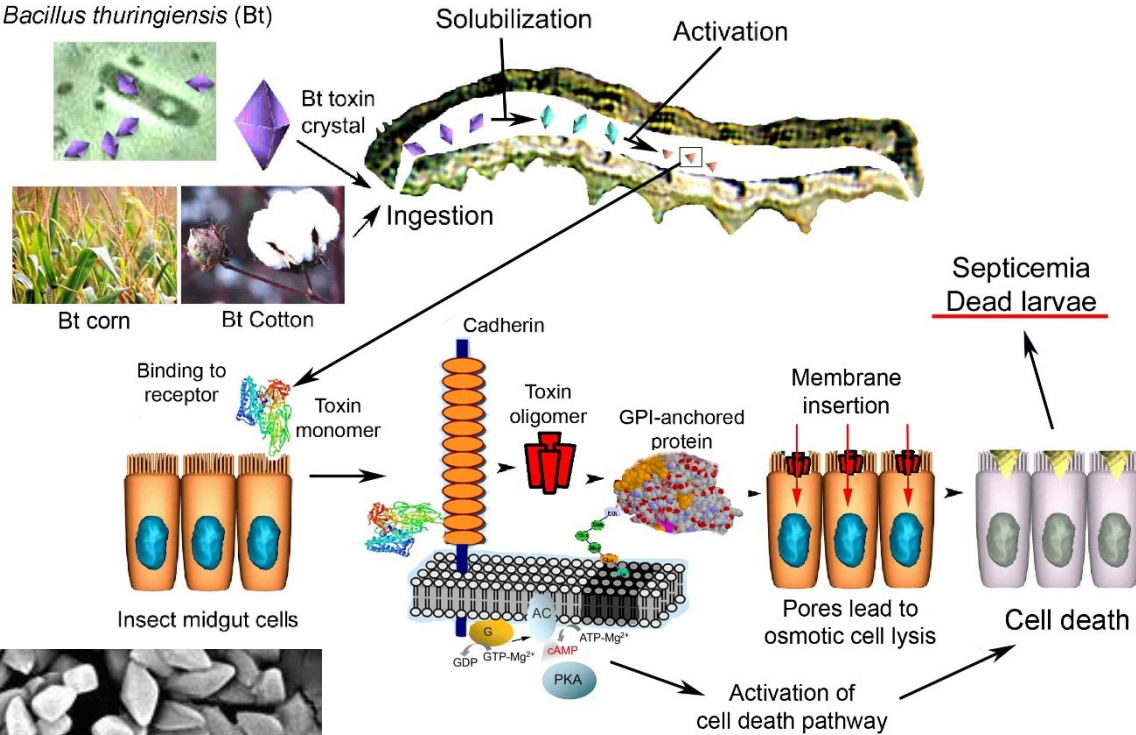 Bacillus thuringiensis (Bt)
Solubilization
Activation
Bt toxin
crystal
Ingestion
Bt corn
Bt Cotton
Septicemia
Dead larvae
Cadherin
Binding to
receptor
Toxin
monomer
Toxin
oligomer
GPI-anchored
protein
Membrane
insertion
Insect midgut cells
AC
G
GDP
GTP-Mg²⁺
cAMP
ATP-Mg²⁺
PKA
Pores lead to
osmotic cell lysis
Cell death
Activation of
cell death pathway